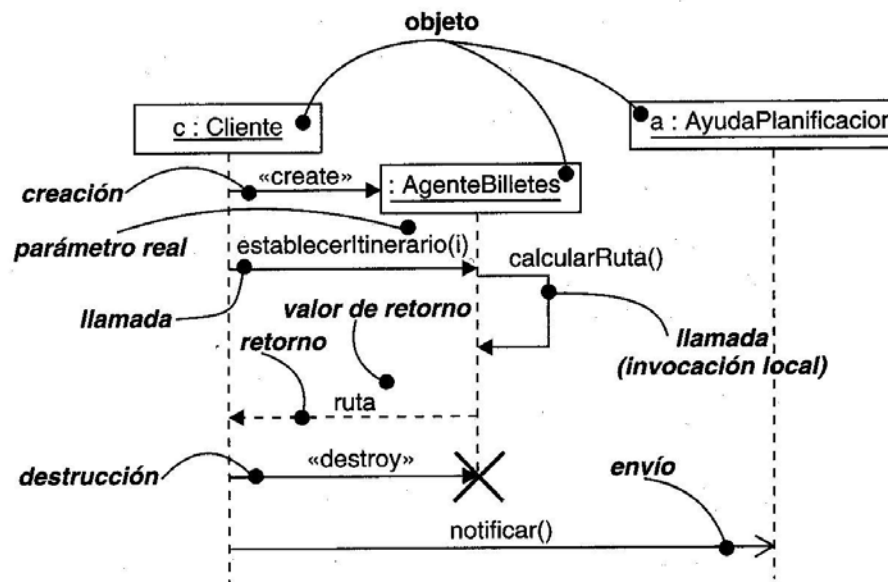 objeto
c : Cliente
a : AyudaPlanificacion
creación
«create»
: AgenteBilletes
parámetro real
establecerItinerario(i)
calcularRuta()
llamada
valor de retorno
llamada
(invocación local)
retorno
ruta
destrucción
«destroy»
envío
notificar()